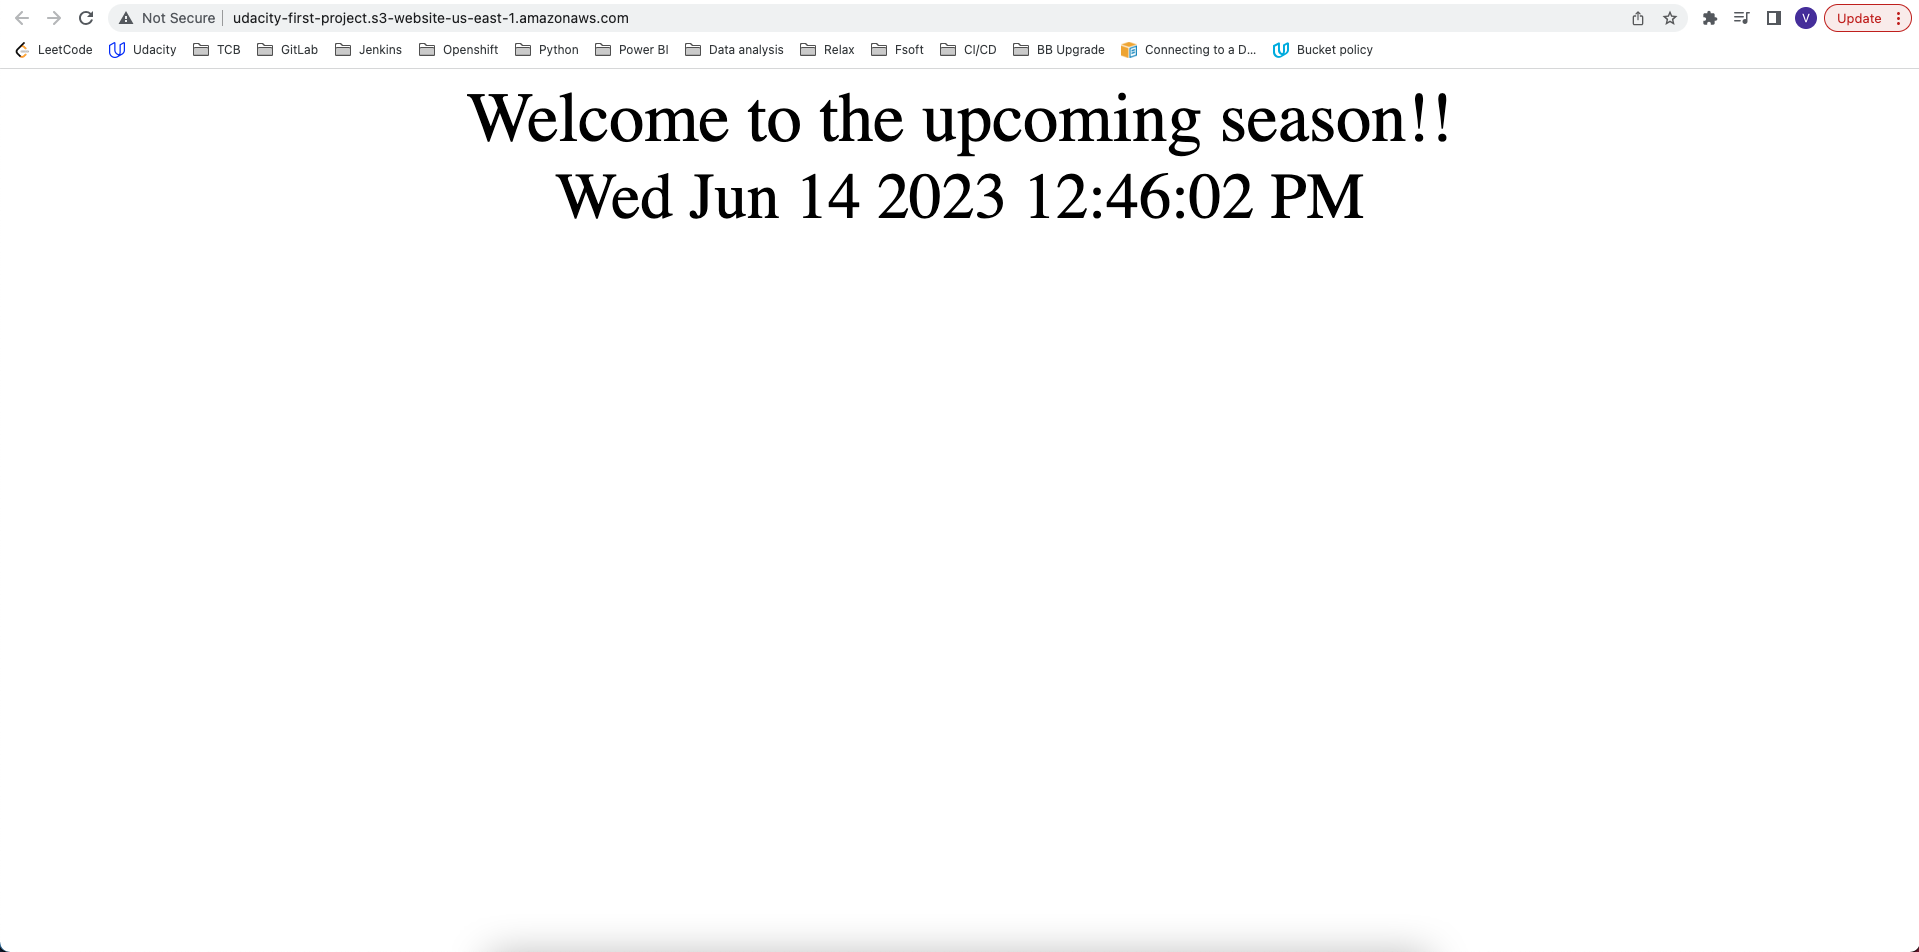 Not Secure udacity-first-project.s3-website-us-east-1.amazonaws.com V Update
LeetCode Udacity TCB GitLab Jenkins Openshift Python Power BI Data analysis Relax Fsoft CI/CD BB Upgrade Connecting to a D... Bucket policy
Welcome to the upcoming season!!
Wed Jun 14 2023 12:46:02 PM